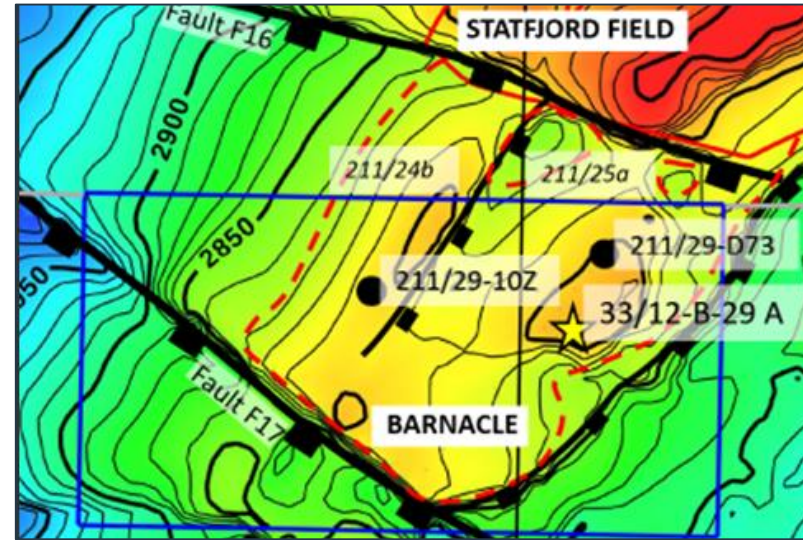 Fault F16
STATFJORD FIELD
2900
211/24b
211/25a
2850
211/29-D73
211/29-10Z
33/12-B-29 A
Fault F17
BARNACLE